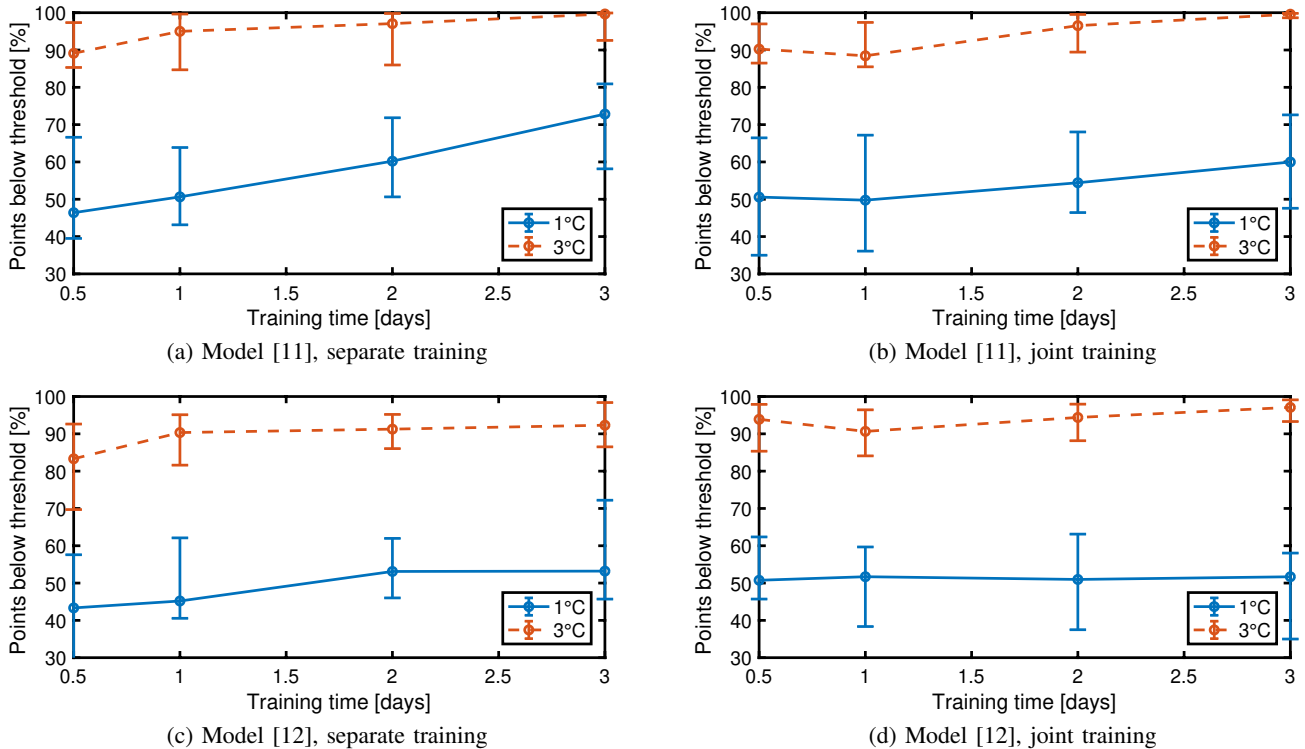 Points below threshold [%]
100
90
80
70
60
50
40
30
0.5
1
1.5
2
2.5
3
Training time [days]
1°C
3°C
(a) Model [11], separate training
Points below threshold [%]
100
90
80
70
60
50
40
30
0.5
1
1.5
2
2.5
3
Training time [days]
1°C
3°C
(b) Model [11], joint training
Points below threshold [%]
100
90
80
70
60
50
40
30
0.5
1
1.5
2
2.5
3
Training time [days]
1°C
3°C
(c) Model [12], separate training
Points below threshold [%]
100
90
80
70
60
50
40
30
0.5
1
1.5
2
2.5
3
Training time [days]
1°C
3°C
(d) Model [12], joint training